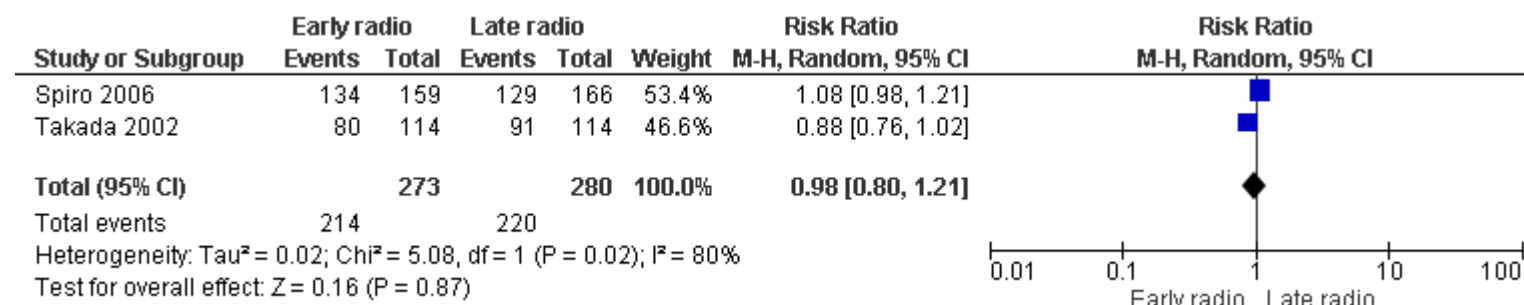 Early radio Late radio Risk Ratio Risk Ratio
Study or Subgroup Events Total Events Total Weight M-H, Random, 95% CI M-H, Random, 95% CI
Spiro 2006 134 159 129 166 53.4% 1.08 [0.98, 1.21]
Takada 2002 80 114 91 114 46.6% 0.88 [0.76, 1.02]
Total (95% CI) 273 280 100.0% 0.98 [0.80, 1.21]
Total events 214 220
Heterogeneity: Tau² = 0.02; Chi² = 5.08, df = 1 (P = 0.02); I² = 80%
Test for overall effect: Z = 0.16 (P = 0.87)
0.01 0.1 1 10 100
Early radio Late radio